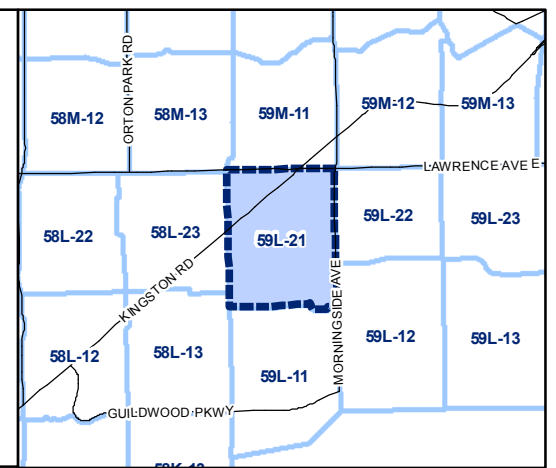 ORTON PARK RD
58M-12
58M-13
59M-11
59M-12
59M-13
LAWRENCE AVE E
58L-22
58L-23
59L-21
59L-22
59L-23
KINGSTON RD
MORNINGSIDE AVE
58L-12
58L-13
59L-11
59L-12
59L-13
GUILDWOOD PKWY